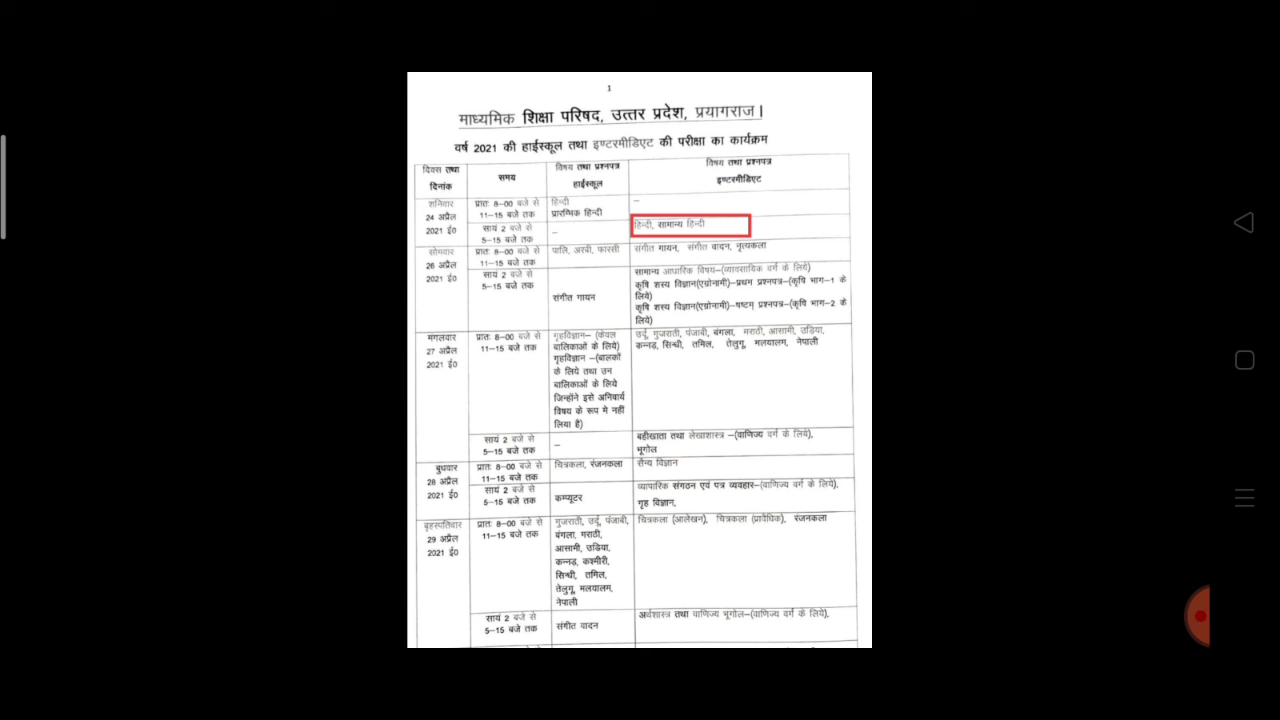 1
माध्यमिक शिक्षा परिषद, उत्तर प्रदेश, प्रयागराज।
वर्ष 2021 की हाईस्कूल तथा इण्टरमीडिएट की परीक्षा का कार्यक्रम
दिवस तथा
दिनांक
समय
विषय तथा प्रश्नपत्र
हाईस्कूल
विषय तथा प्रश्नपत्र
इण्टरमीडिएट
शनिवार
24 अप्रैल
2021 ई0
प्रातः 8–00 बजे से
11–15 बजे तक
हिन्दी
प्रारम्भिक हिन्दी
–
सायं 2 बजे से
5–15 बजे तक
–
हिन्दी, सामान्य हिन्दी
सोमवार
26 अप्रैल
2021 ई0
प्रातः 8–00 बजे से
11–15 बजे तक
पालि, अरबी, फारसी
संगीत गायन, संगीत वादन, नृत्यकला
सायं 2 बजे से
5–15 बजे तक
संगीत गायन
सामान्य आधारिक विषय–(व्यावसायिक वर्ग के लिये)
कृषि शस्य विज्ञान(एग्रोनामी)–प्रथम प्रश्नपत्र–(कृषि भाग–1 के
लिये)
कृषि शस्य विज्ञान(एग्रोनामी)–षष्टम् प्रश्नपत्र–(कृषि भाग–2 के
लिये)
मंगलवार
27 अप्रैल
2021 ई0
प्रातः 8–00 बजे से
11–15 बजे तक
गृहविज्ञान– (केवल
बालिकाओं के लिये)
गृहविज्ञान –(बालकों
के लिये तथा उन
बालिकाओं के लिये
जिन्होंने इसे अनिवार्य
विषय के रूप मे नहीं
लिया है)
उर्दू, गुजराती, पंजाबी, बंगला, मराठी, आसामी, उडिया,
कन्नड़, सिन्धी, तमिल, तेलुगू, मलयालम, नेपाली
सायं 2 बजे से
5–15 बजे तक
–
बहीखाता तथा लेखाशास्त्र –(वाणिज्य वर्ग के लिये),
भूगोल
बुधवार
28 अप्रैल
2021 ई0
प्रातः 8–00 बजे से
11–15 बजे तक
चित्रकला, रंजनकला
सैन्य विज्ञान
सायं 2 बजे से
5–15 बजे तक
कम्प्यूटर
व्यापारिक संगठन एवं पत्र व्यवहार–(वाणिज्य वर्ग के लिये),
गृह विज्ञान,
बृहस्पतिवार
29 अप्रैल
2021 ई0
प्रातः 8–00 बजे से
11–15 बजे तक
गुजराती, उर्दू, पंजाबी,
बंगला, मराठी,
आसामी, उडिया,
कन्नड़, कश्मीरी,
सिन्धी, तमिल,
तेलुगू, मलयालम,
नेपाली
चित्रकला (आलेखन), चित्रकला (प्राविधिक), रंजनकला
सायं 2 बजे से
5–15 बजे तक
संगीत वादन
अर्थशास्त्र तथा वाणिज्य भूगोल–(वाणिज्य वर्ग के लिये),